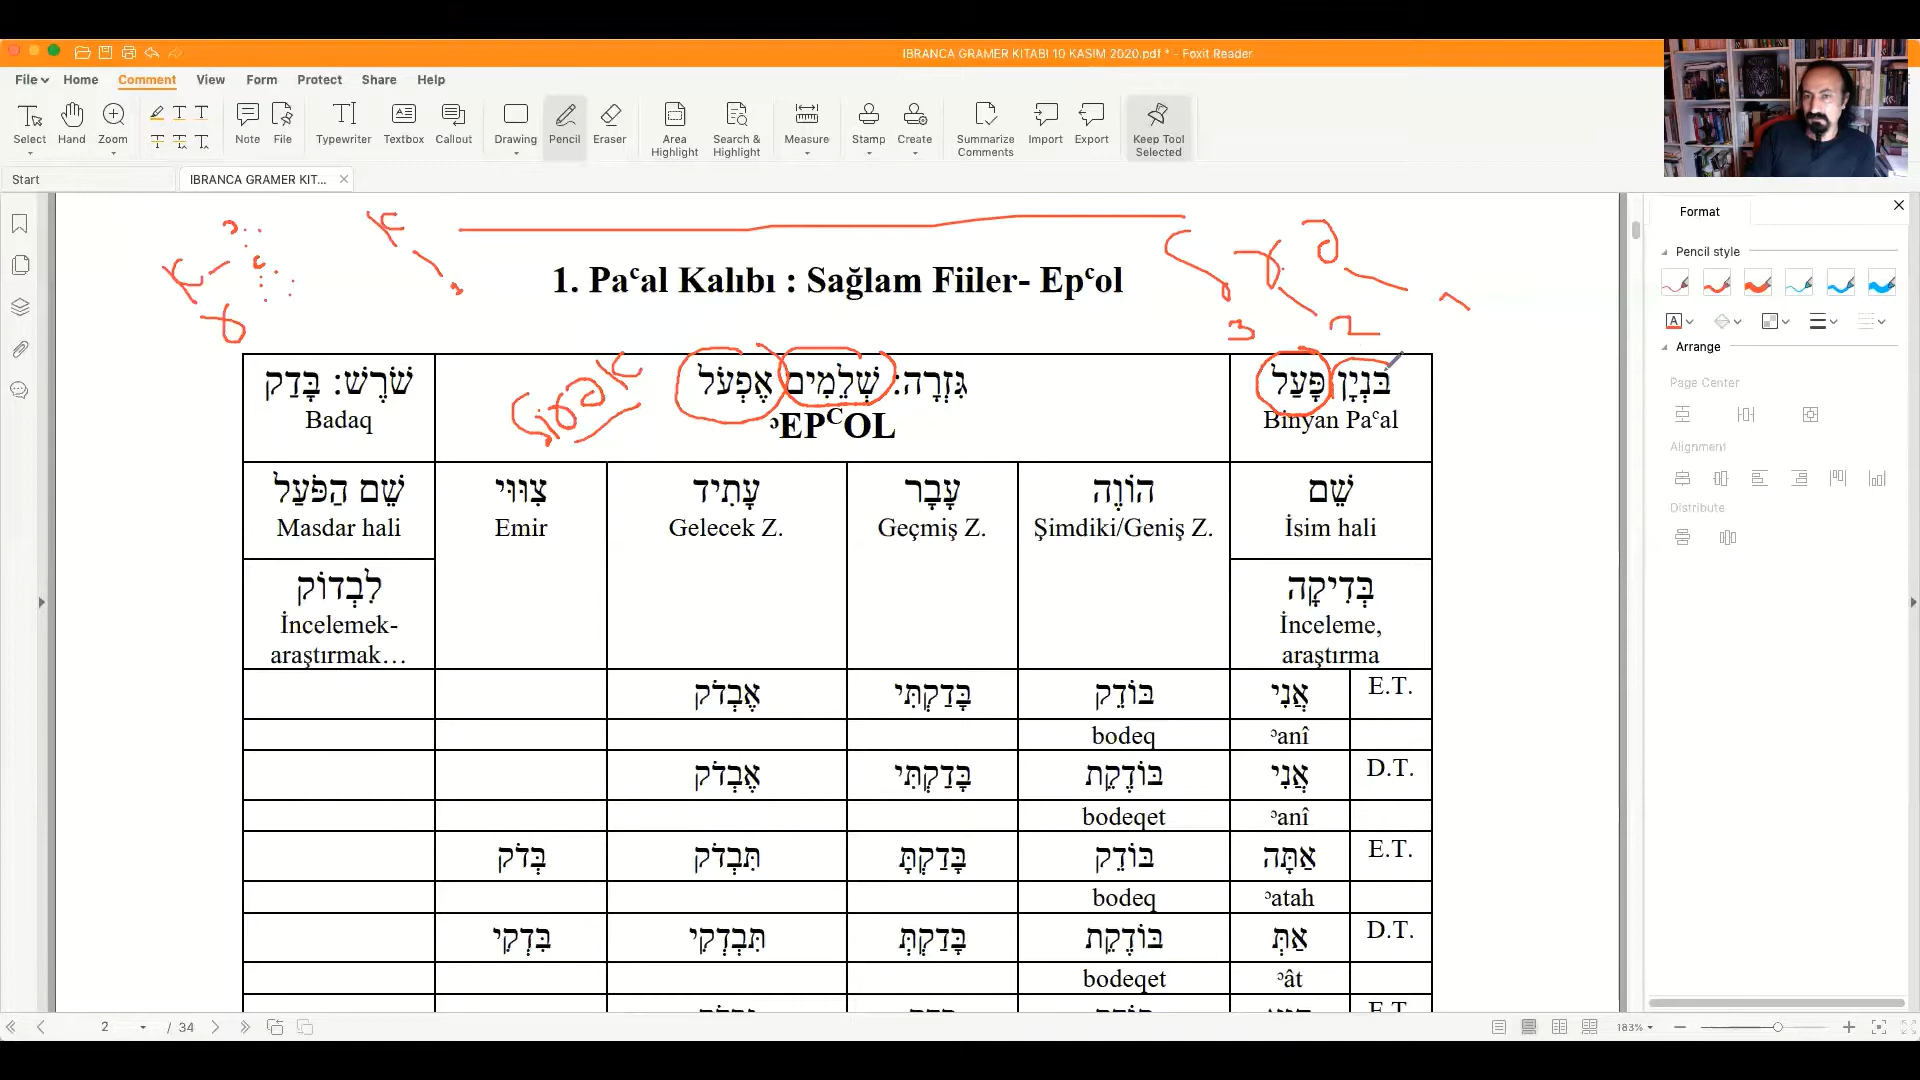 IBRANCA GRAMER KITABI 10 KASIM 2020.pdf * - Foxit Reader
File Home Comment View Form Protect Share Help
Select Hand Zoom Note File Typewriter Textbox Callout Drawing Pencil Eraser Area Highlight Search & Highlight Measure Stamp Create Summarize Comments Import Export Keep Tool Selected
Start IBRANCA GRAMER KIT...
Format
Pencil style
Arrange
Page Center
Alignment
Distribute
1. Paᶜal Kalıbı : Sağlam Fiiler- Epᶜol
3 2
בִּנְיָן פָּעַל
Binyan Paᶜal
גִּזְרָה: שְׁלֵמִים אֶפְעֹל
ᵓEPᶜOL
שֹׁרֶשׁ: בָּדַק
Badaq
שֵׁם הוֹוֶה עָבָר עָתִיד צִוּוּי שֵׁם הַפֹּעַל
İsim hali Şimdiki/Geniş Z. Geçmiş Z. Gelecek Z. Emir Masdar hali
בְּדִיקָה לִבְדוֹק
İnceleme, araştırma
İncelemek- araştırmak…
E.T. אֲנִי בּוֹדֵק בָּדַקְתִּי אֶבְדֹק
ᵓanî bodeq
D.T. אֲנִי בּוֹדֶקֶת בָּדַקְתִּי אֶבְדֹק
ᵓanî bodeqet
E.T. אַתָּה בּוֹדֵק בָּדַקְתָּ תִּבְדֹק בְּדֹק
ᵓatah bodeq
D.T. אַתְּ בּוֹדֶקֶת בָּדַקְתְּ תִּבְדְקִי בִּדְקִי
ᵓât bodeqet
E.T.
2 / 34
183%